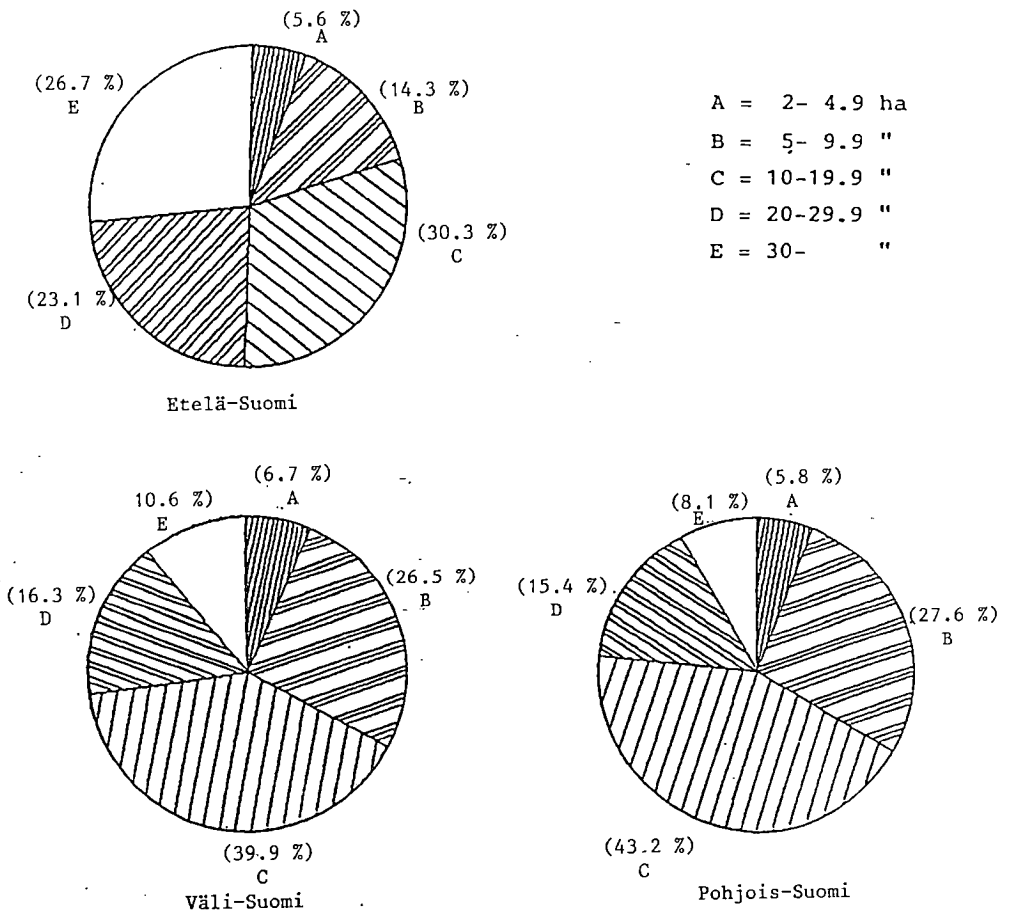 (5.6 %)
A
(14.3 %)
B
(26.7 %)
E
(30.3 %)
C
(23.1 %)
D
Etelä-Suomi
A = 2- 4.9 ha
B = 5- 9.9 "
C = 10-19.9 "
D = 20-29.9 "
E = 30- "
(6.7 %)
A
10.6 %)
E
(26.5 %)
B
(16.3 %)
D
(39.9 %)
C
Väli-Suomi
(5.8 %)
A
(8.1 %)
E
(15.4 %)
D
(27.6 %)
B
(43.2 %)
C
Pohjois-Suomi